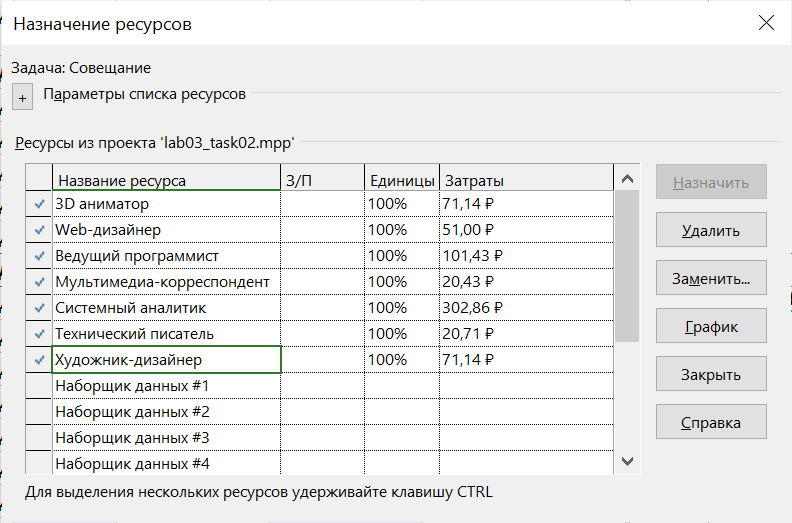 Назначение ресурсов
Задача: Совещание
+ Параметры списка ресурсов
Ресурсы из проекта 'lab03_task02.mpp'
Название ресурса З/П Единицы Затраты
3D аниматор 100% 71,14 ₽
Web-дизайнер 100% 51,00 ₽
Ведущий программист 100% 101,43 ₽
Мультимедиа-корреспондент 100% 20,43 ₽
Системный аналитик 100% 302,86 ₽
Технический писатель 100% 20,71 ₽
Художник-дизайнер 100% 71,14 ₽
Наборщик данных #1
Наборщик данных #2
Наборщик данных #3
Наборщик данных #4
Назначить
Удалить
Заменить...
График
Закрыть
Справка
Для выделения нескольких ресурсов удерживайте клавишу CTRL